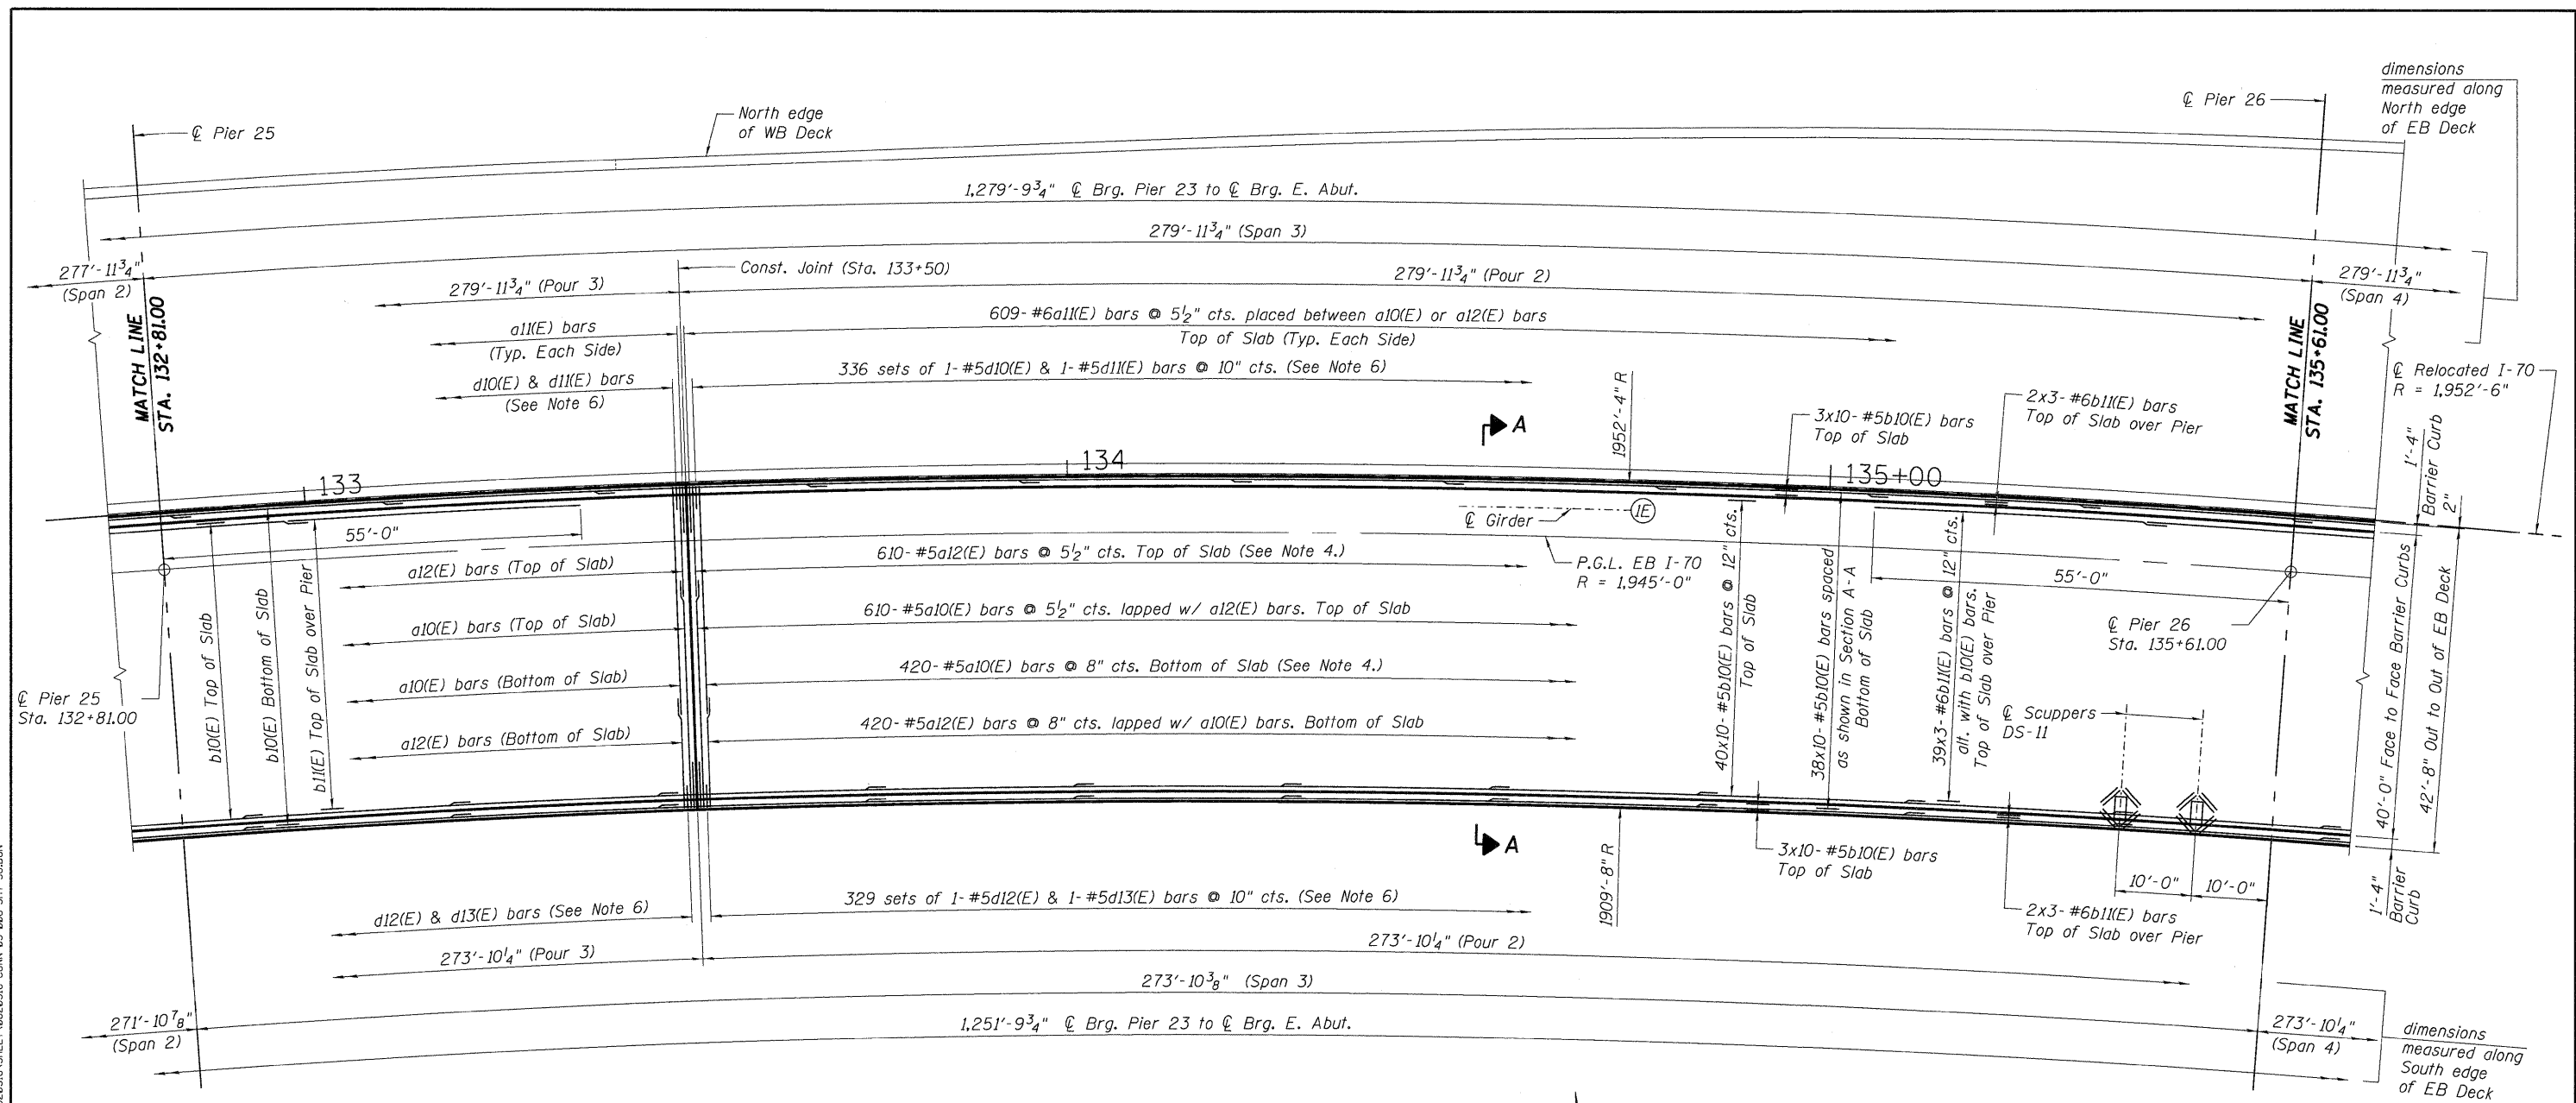 dimensions
measured along
North edge
of EB Deck
℄ Pier 25
North edge
of WB Deck
℄ Pier 26
1,279'-9¾" ℄ Brg. Pier 23 to ℄ Brg. E. Abut.
279'-11¾" (Span 3)
277'-11¾"
(Span 2)
Const. Joint (Sta. 133+50)
279'-11¾" (Pour 3)
279'-11¾" (Pour 2)
279'-11¾"
(Span 4)
MATCH LINE
STA. 132+81.00
MATCH LINE
STA. 135+61.00
a11(E) bars
(Typ. Each Side)
609-#6a11(E) bars @ 5½" cts. placed between a10(E) or a12(E) bars
Top of Slab (Typ. Each Side)
d10(E) & d11(E) bars
(See Note 6)
336 sets of 1-#5d10(E) & 1-#5d11(E) bars @ 10" cts. (See Note 6)
1952'-4" R
A
3x10-#5b10(E) bars
Top of Slab
2x3-#6b11(E) bars
Top of Slab over Pier
℄ Relocated I-70
R = 1,952'-6"
1'-4"
Barrier Curb
2"
133
134
135+00
55'-0"
℄ Girder
1E
610-#5a12(E) bars @ 5½" cts. Top of Slab (See Note 4.)
P.G.L. EB I-70
R = 1,945'-0"
55'-0"
a12(E) bars (Top of Slab)
610-#5a10(E) bars @ 5½" cts. lapped w/ a12(E) bars. Top of Slab
a10(E) bars (Top of Slab)
420-#5a10(E) bars @ 8" cts. Bottom of Slab (See Note 4.)
a10(E) bars (Bottom of Slab)
420-#5a12(E) bars @ 8" cts. lapped w/ a10(E) bars. Bottom of Slab
a12(E) bars (Bottom of Slab)
b10(E) Top of Slab
b10(E) Bottom of Slab
b11(E) Top of Slab over Pier
40x10-#5b10(E) bars @ 12" cts.
Top of Slab
38x10-#5b10(E) bars spaced
as shown in Section A-A
Bottom of Slab
39x3-#6b11(E) bars @ 12" cts.
alt. with b10(E) bars.
Top of Slab over Pier
℄ Pier 26
Sta. 135+61.00
℄ Pier 25
Sta. 132+81.00
℄ Scuppers
DS-11
40'-0" Face to Face Barrier Curbs
42'-8" Out to Out of EB Deck
A
3x10-#5b10(E) bars
Top of Slab
1909'-8" R
10'-0"
10'-0"
1'-4"
Barrier
Curb
2x3-#6b11(E) bars
Top of Slab over Pier
d12(E) & d13(E) bars (See Note 6)
329 sets of 1-#5d12(E) & 1-#5d13(E) bars @ 10" cts. (See Note 6)
273'-10¼" (Pour 3)
273'-10¼" (Pour 2)
273'-10⅜" (Span 3)
271'-10⅞"
(Span 2)
1,251'-9¾" ℄ Brg. Pier 23 to ℄ Brg. E. Abut.
273'-10¼"
(Span 4)
dimensions
measured along
South edge
of EB Deck